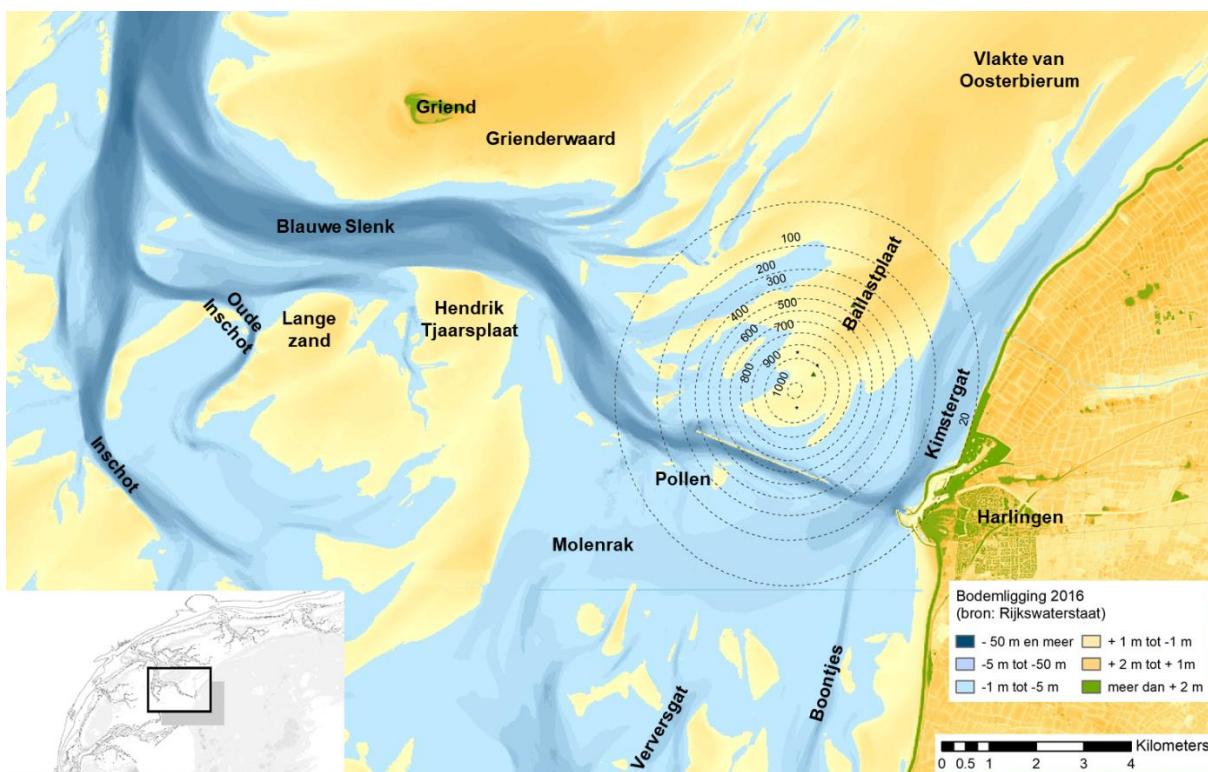 Vlakte van
Oosterbierum
Griend
Grienderwaard
Blauwe Slenk
100
200
300
400
500
600
700
800
900
1000
20
Ballastplaat
Oude
Inschot
Lange
zand
Hendrik
Tjaarsplaat
Kimstergat
Inschot
Pollen
Harlingen
Molenrak
Verversgat
Boontjes
Bodemligging 2016
(bron: Rijkswaterstaat)
- 50 m en meer
-5 m tot -50 m
-1 m tot -5 m
+ 1 m tot -1 m
+ 2 m tot + 1m
meer dan + 2 m
Kilometers
0 0.5 1 2 3 4